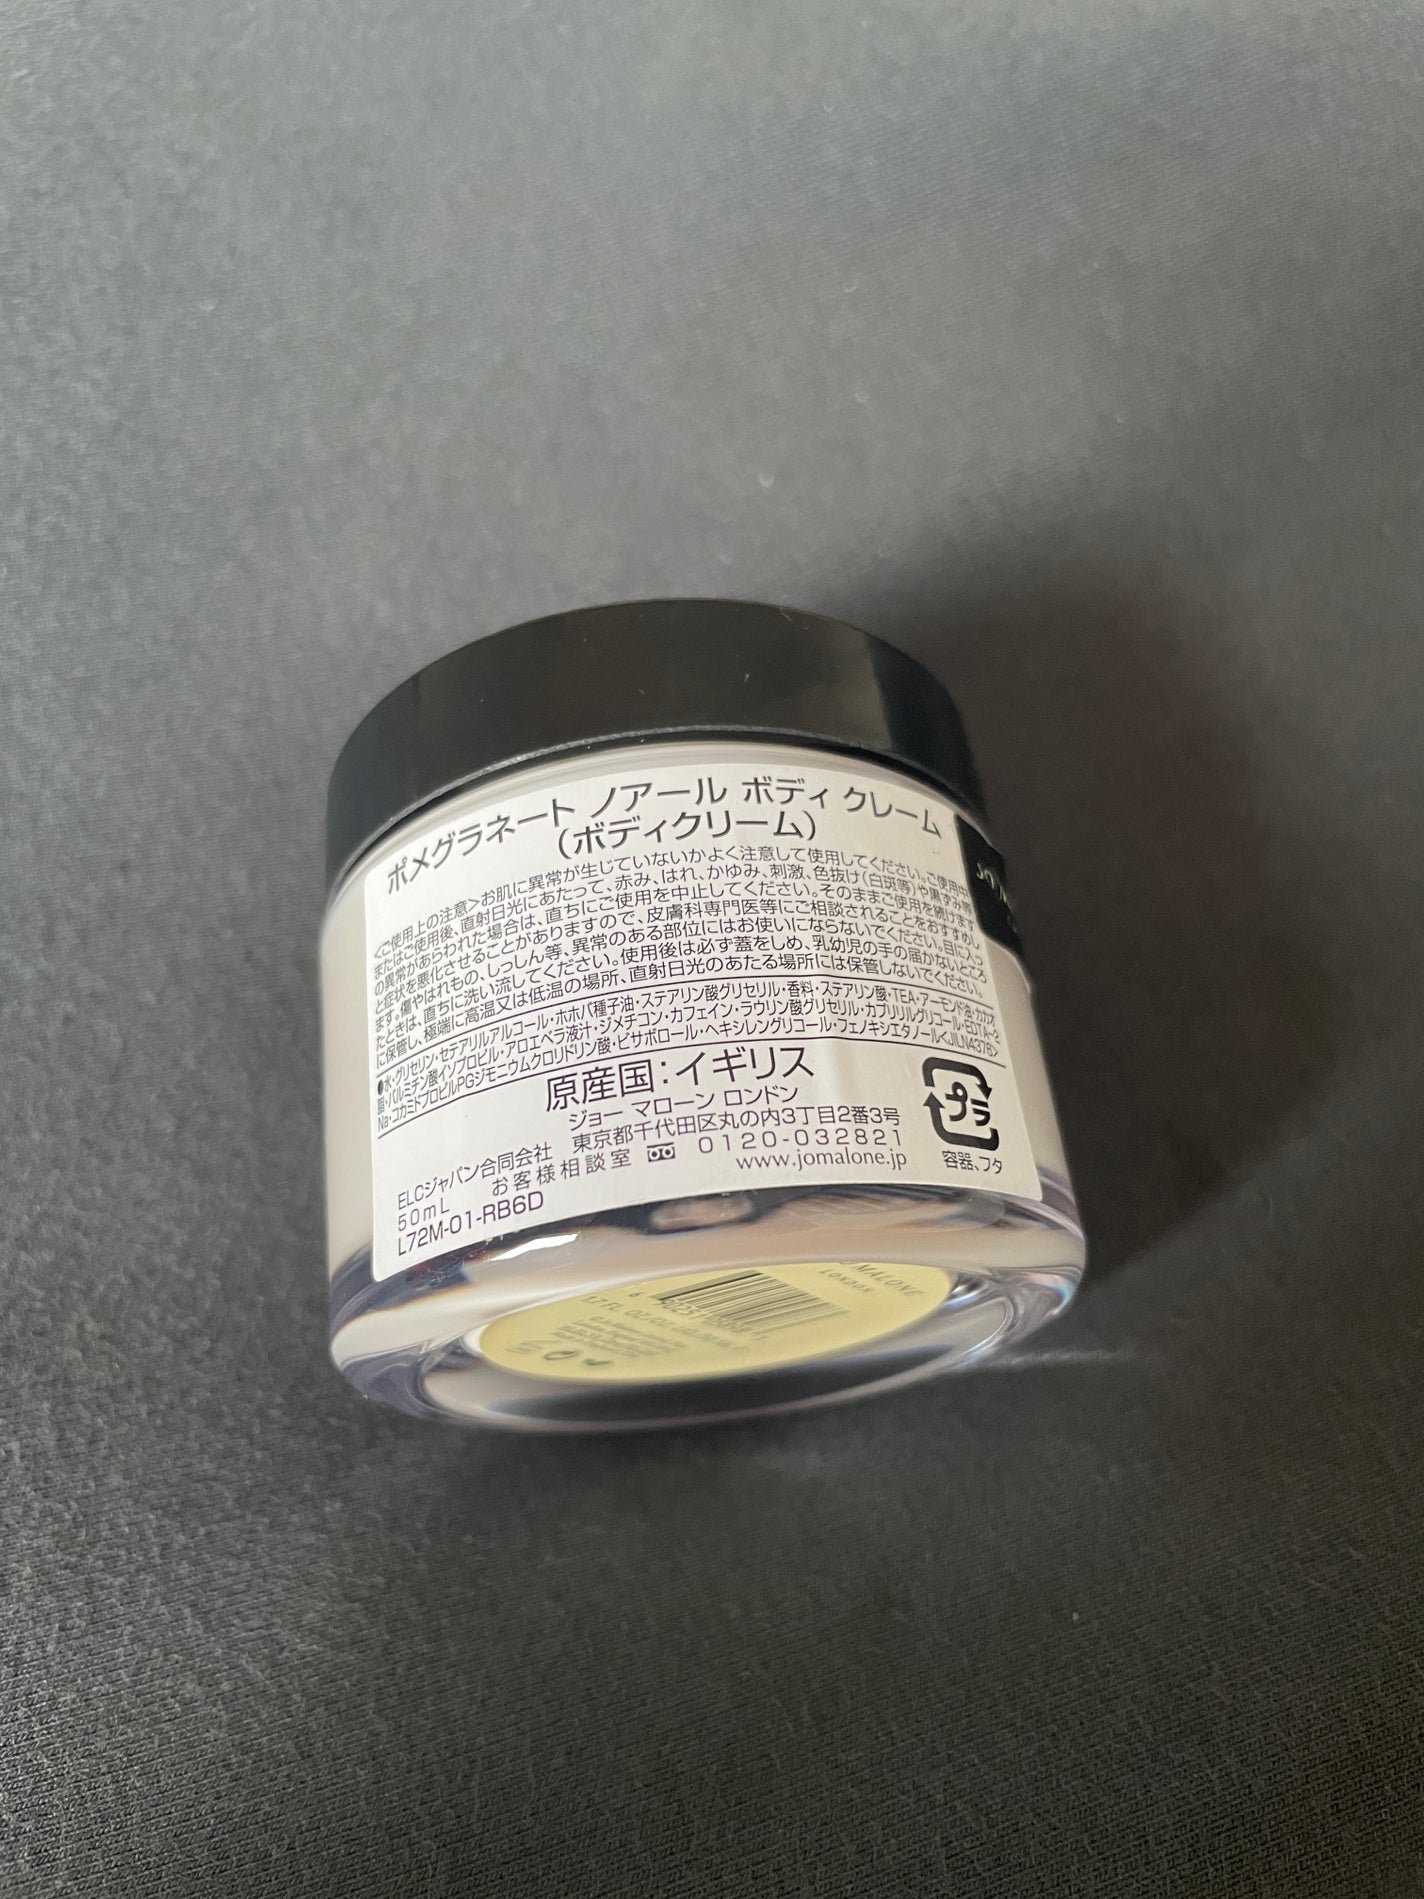 ポメグラネート ノアール ボディ クレーム
(ボディクリーム)
<ご使用上の注意>お肌に異常が生じていないかよく注意して使用してください。ご使用中
またはご使用後、直射日光にあたって、赤み、はれ、かゆみ、刺激、色抜け(白斑等)や黒ずみ等
の異常があらわれた場合は、直ちにご使用を中止してください。そのままご使用を続けます
と症状を悪化させることがありますので、皮膚科専門医等にご相談されることをおすすめし
ます。傷やはれもの、しっしん等、異常のある部位にはお使いにならないでください。目に入っ
たときは、直ちに洗い流してください。使用後は必ず蓋をしめ、乳幼児の手の届かないところ
に保管し、極端に高温又は低温の場所、直射日光のあたる場所には保管しないでください。
●水・グリセリン・セテアリルアルコール・ホホバ種子油・ステアリン酸グリセリル・香料・ステアリン酸・TEA・アーモンド油・カカオ
脂・パルミチン酸イソプロピル・アロエベラ液汁・ジメチコン・カフェイン・ラウリン酸グリセリル・カプリリルグリコール・EDTA-2
Na・コカミドプロピルPGジモニウムクロリドリン酸・ビサボロール・ヘキシレングリコール・フェノキシエタノール<JLN4376>
原産国:イギリス
ジョー マローン ロンドン
ELCジャパン合同会社 東京都千代田区丸の内3丁目2番3号
お客様相談室 0120-032821
50mL www.jomalone.jp
L72M-01-RB6D
プラ
容器、フタ
MALONE
LONDON